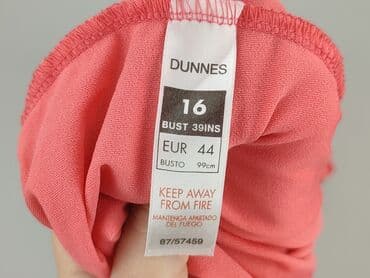 DUNNES
16
BUST 39INS
EUR 44
BUSTO 99cm
KEEP AWAY
FROM FIRE
MANTENGA APARTADO
DEL FUEGO
87/57459